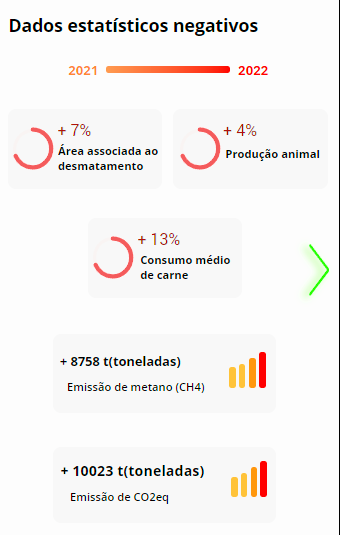 Dados estatísticos negativos
2021 2022
+ 7%
Área associada ao
desmatamento
+ 4%
Produção animal
+ 13%
Consumo médio
de carne
+ 8758 t(toneladas)
Emissão de metano (CH4)
+ 10023 t(toneladas)
Emissão de CO2eq